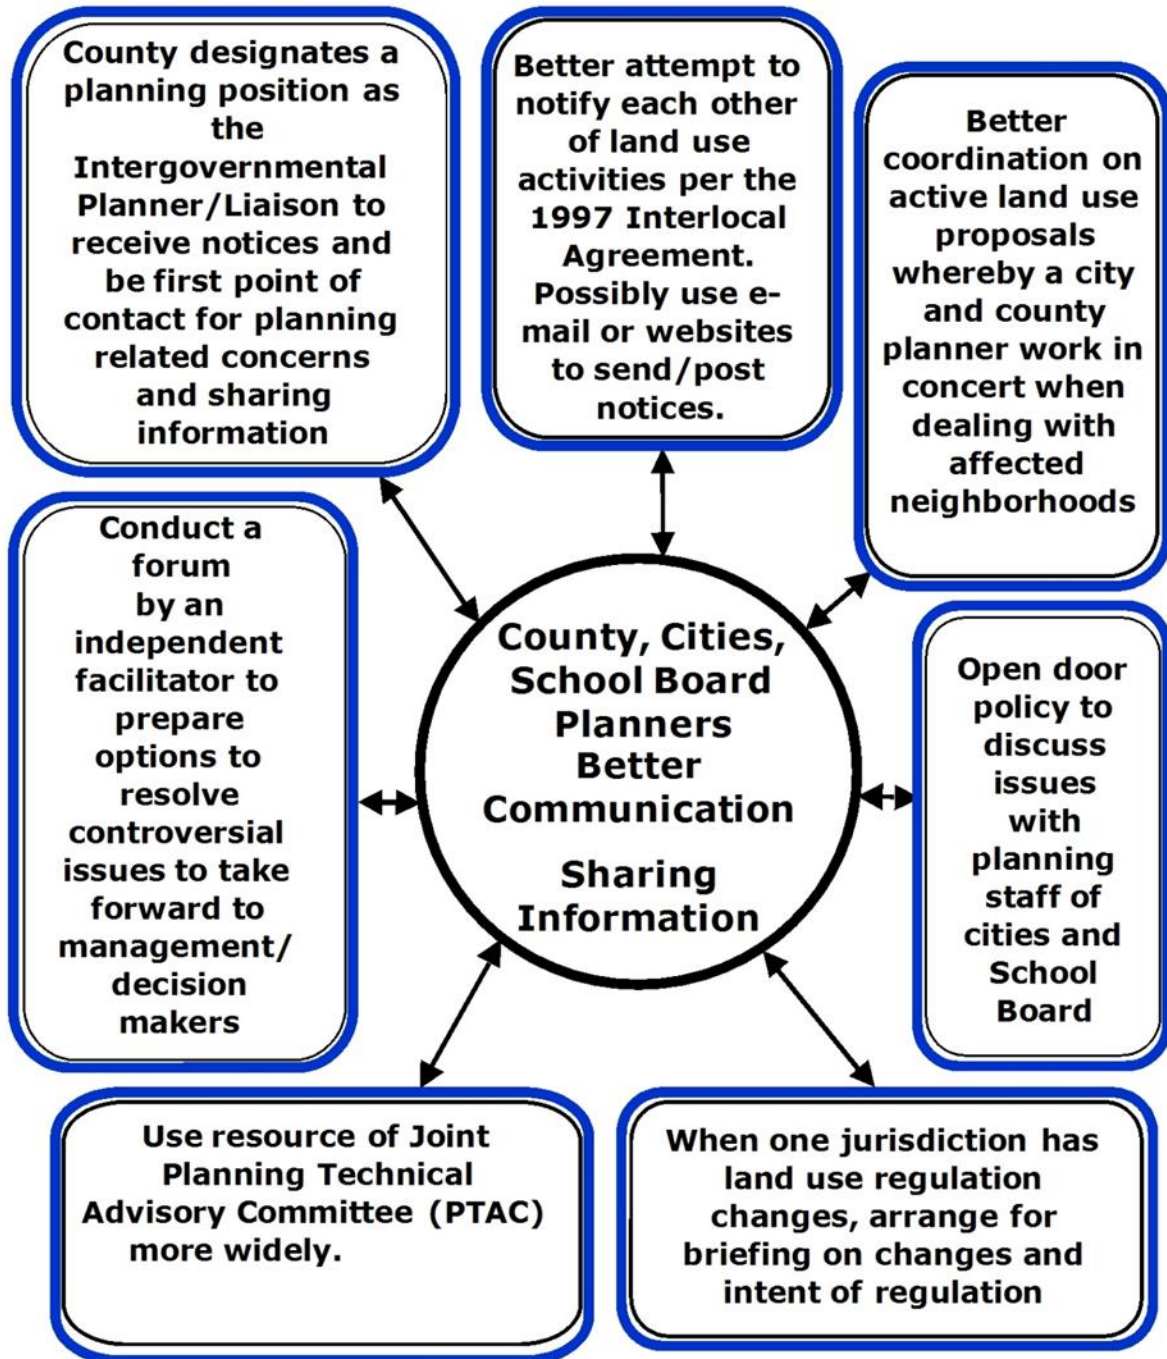 County designates a
planning position as
the
Intergovernmental
Planner/Liaison to
receive notices and
be first point of
contact for planning
related concerns
and sharing
information
Better attempt to
notify each other
of land use
activities per the
1997 Interlocal
Agreement.
Possibly use e-
mail or websites
to send/post
notices.
Better
coordination on
active land use
proposals
whereby a city
and county
planner work in
concert when
dealing with
affected
neighborhoods
Conduct a
forum
by an
independent
facilitator to
prepare
options to
resolve
controversial
issues to take
forward to
management/
decision
makers
County, Cities,
School Board
Planners
Better
Communication
Sharing
Information
Open door
policy to
discuss
issues
with
planning
staff of
cities and
School
Board
Use resource of Joint
Planning Technical
Advisory Committee (PTAC)
more widely.
When one jurisdiction has
land use regulation
changes, arrange for
briefing on changes and
intent of regulation